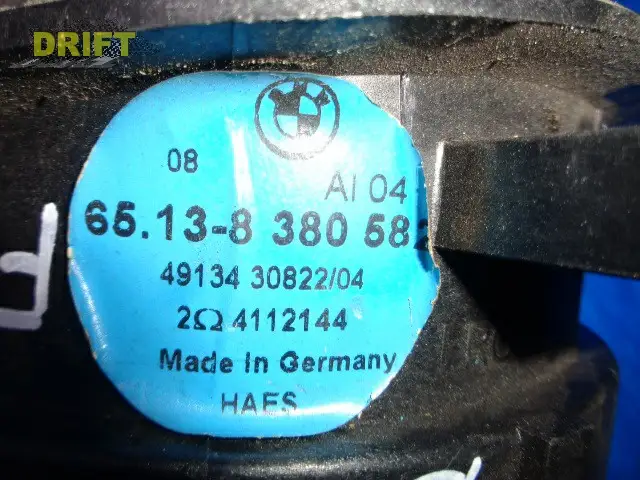 DRIFT
08
AI 04
65.13-8 380 58
49134 30822/04
2Ω 4112144
Made In Germany
HAES